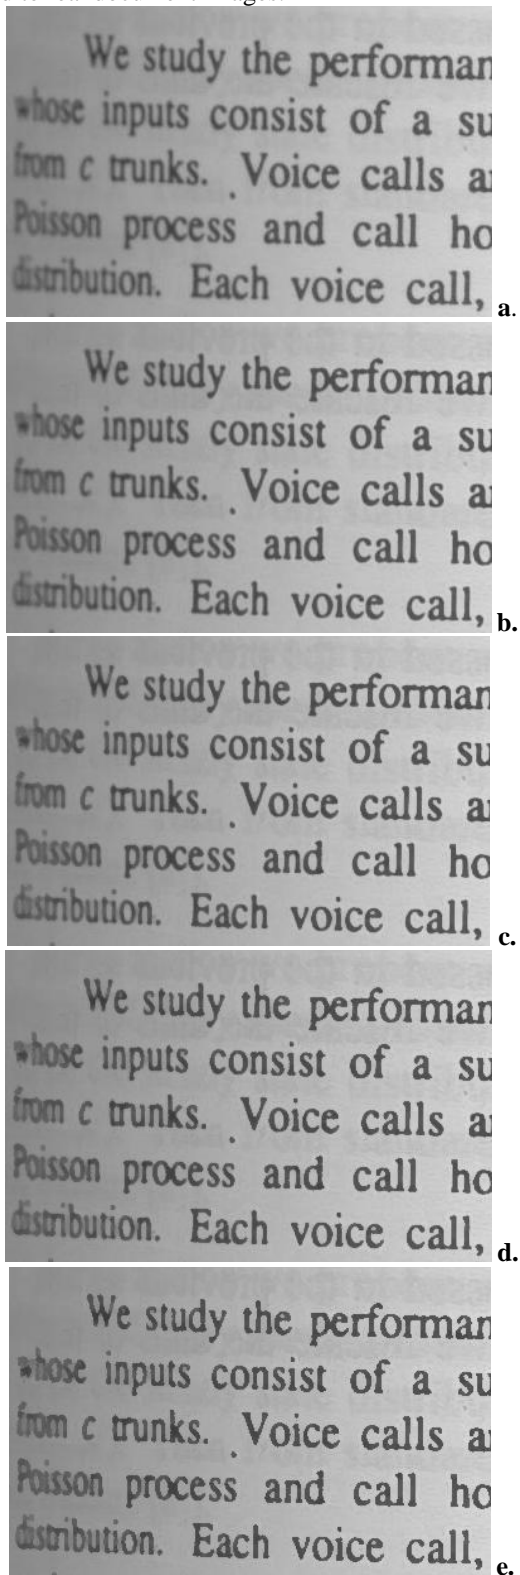 We study the performan
whose inputs consist of a su
from c trunks. Voice calls a
Poisson process and call ho
distribution. Each voice call,
a.
We study the performan
whose inputs consist of a su
from c trunks. Voice calls a
Poisson process and call ho
distribution. Each voice call,
b.
We study the performan
whose inputs consist of a su
from c trunks. Voice calls a
Poisson process and call ho
distribution. Each voice call,
c.
We study the performan
whose inputs consist of a su
from c trunks. Voice calls a
Poisson process and call ho
distribution. Each voice call,
d.
We study the performan
whose inputs consist of a su
from c trunks. Voice calls a
Poisson process and call ho
distribution. Each voice call,
e.